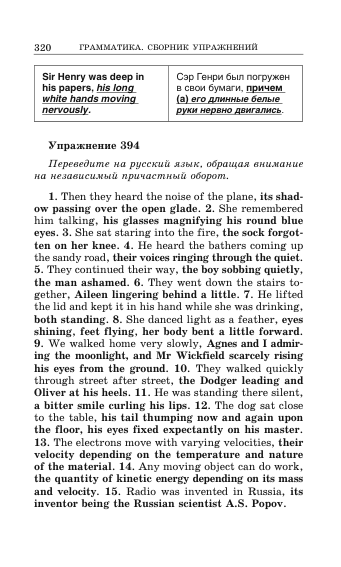 320 ГРАММАТИКА. СБОРНИК УПРАЖНЕНИЙ
Sir Henry was deep in
his papers, his long
white hands moving
nervously.
Сэр Генри был погружен
в свои бумаги, причем
(а) его длинные белые
руки нервно двигались.
Упражнение 394
Переведите на русский язык, обращая внимание
на независимый причастный оборот.
1. Then they heard the noise of the plane, its shad-
ow passing over the open glade. 2. She remembered
him talking, his glasses magnifying his round blue
eyes. 3. She sat staring into the fire, the sock forgot-
ten on her knee. 4. He heard the bathers coming up
the sandy road, their voices ringing through the quiet.
5. They continued their way, the boy sobbing quietly,
the man ashamed. 6. They went down the stairs to-
gether, Aileen lingering behind a little. 7. He lifted
the lid and kept it in his hand while she was drinking,
both standing. 8. She danced light as a feather, eyes
shining, feet flying, her body bent a little forward.
9. We walked home very slowly, Agnes and I admir-
ing the moonlight, and Mr Wickfield scarcely rising
his eyes from the ground. 10. They walked quickly
through street after street, the Dodger leading and
Oliver at his heels. 11. He was standing there silent,
a bitter smile curling his lips. 12. The dog sat close
to the table, his tail thumping now and again upon
the floor, his eyes fixed expectantly on his master.
13. The electrons move with varying velocities, their
velocity depending on the temperature and nature
of the material. 14. Any moving object can do work,
the quantity of kinetic energy depending on its mass
and velocity. 15. Radio was invented in Russia, its
inventor being the Russian scientist A.S. Popov.